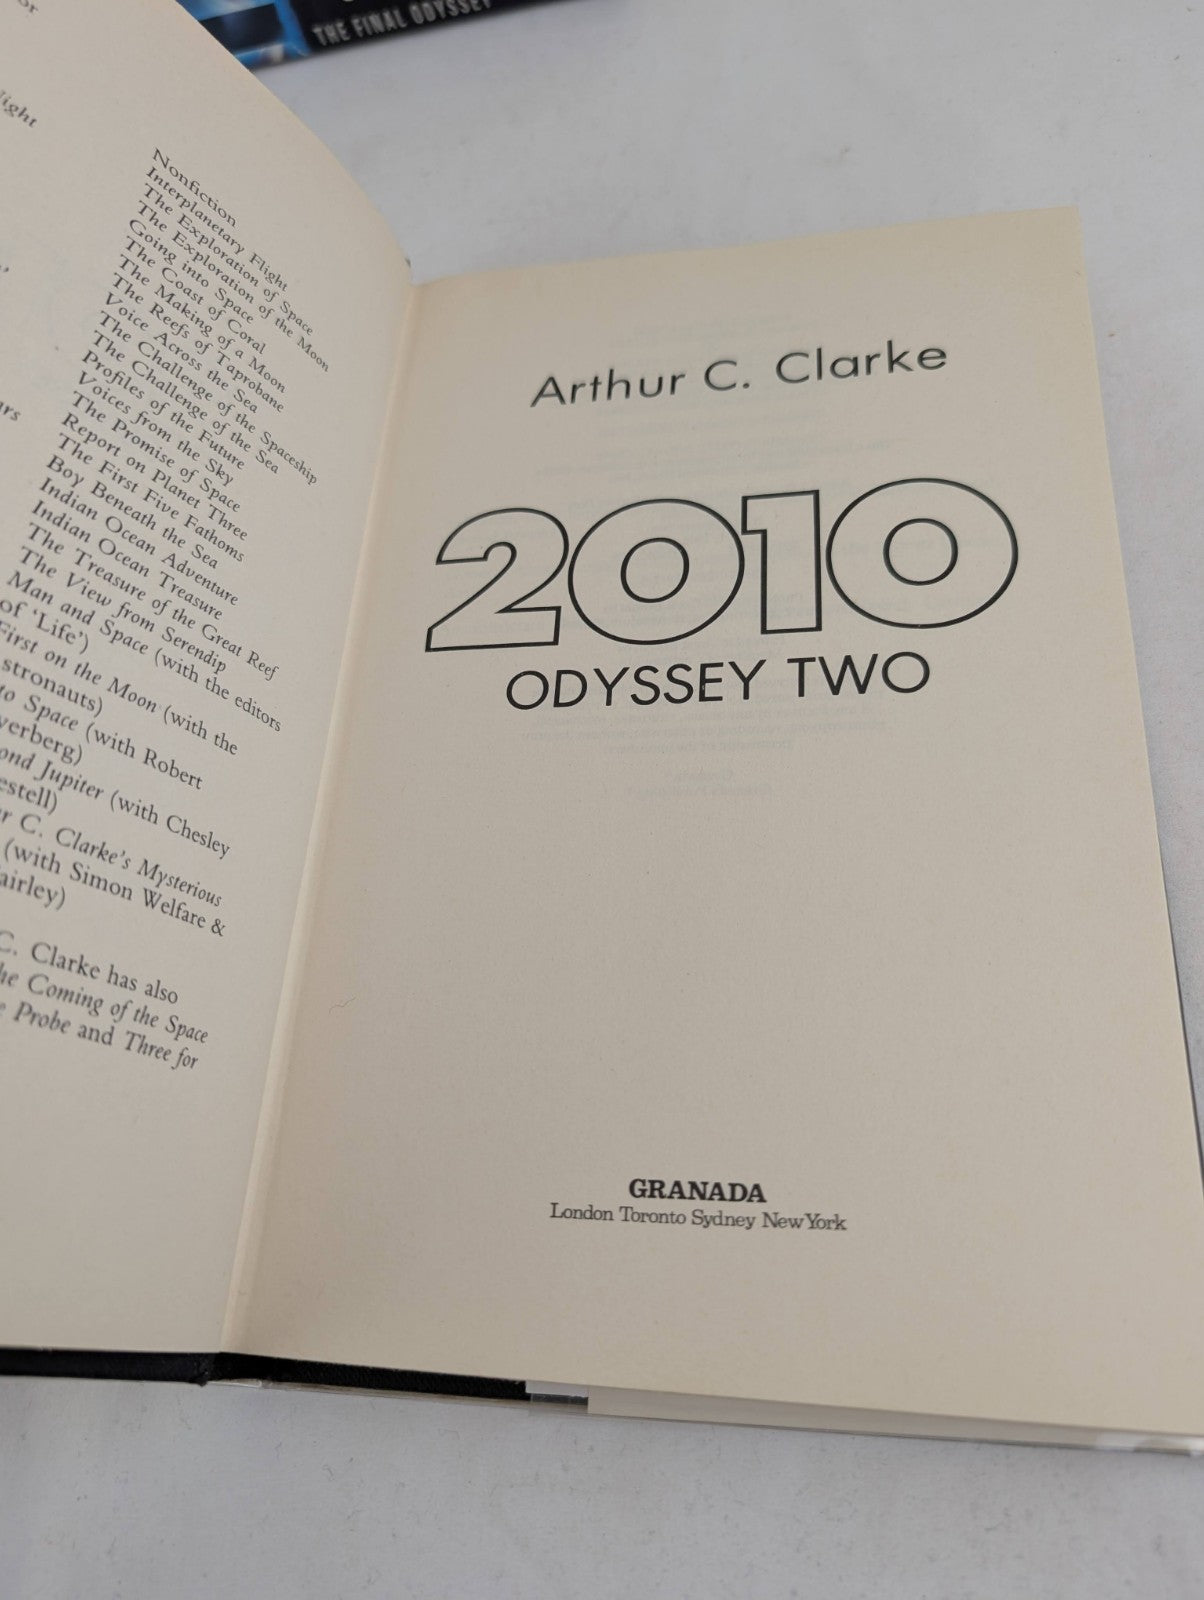 THE FINAL ODYSSEY
or
light
Nonfiction
Interplanetary Flight
The Exploration of Space
The Exploration of the Moon
Going into Space
The Coast of Coral
The Making of a Moon
The Reefs of Taprobane
Voice Across the Sea
The Challenge of the Spaceship
The Challenge of the Sea
Profiles of the Future
Voices from the Sky
The Promise of Space
Report on Planet Three
The First Five Fathoms
Boy Beneath the Sea
Indian Ocean Adventure
Indian Ocean Treasure
The Treasure of the Great Reef
The View from Serendip
Man and Space (with the editors
of ‘Life’)
First on the Moon (with the
stronauts)
to Space (with Robert
yerberg)
ond Jupiter (with Chesley
estell)
r C. Clarke's Mysterious
(with Simon Welfare &
airley)
C. Clarke has also
he Coming of the Space
e Probe and Three for
Arthur C. Clarke
2010
ODYSSEY TWO
GRANADA
London Toronto Sydney New York